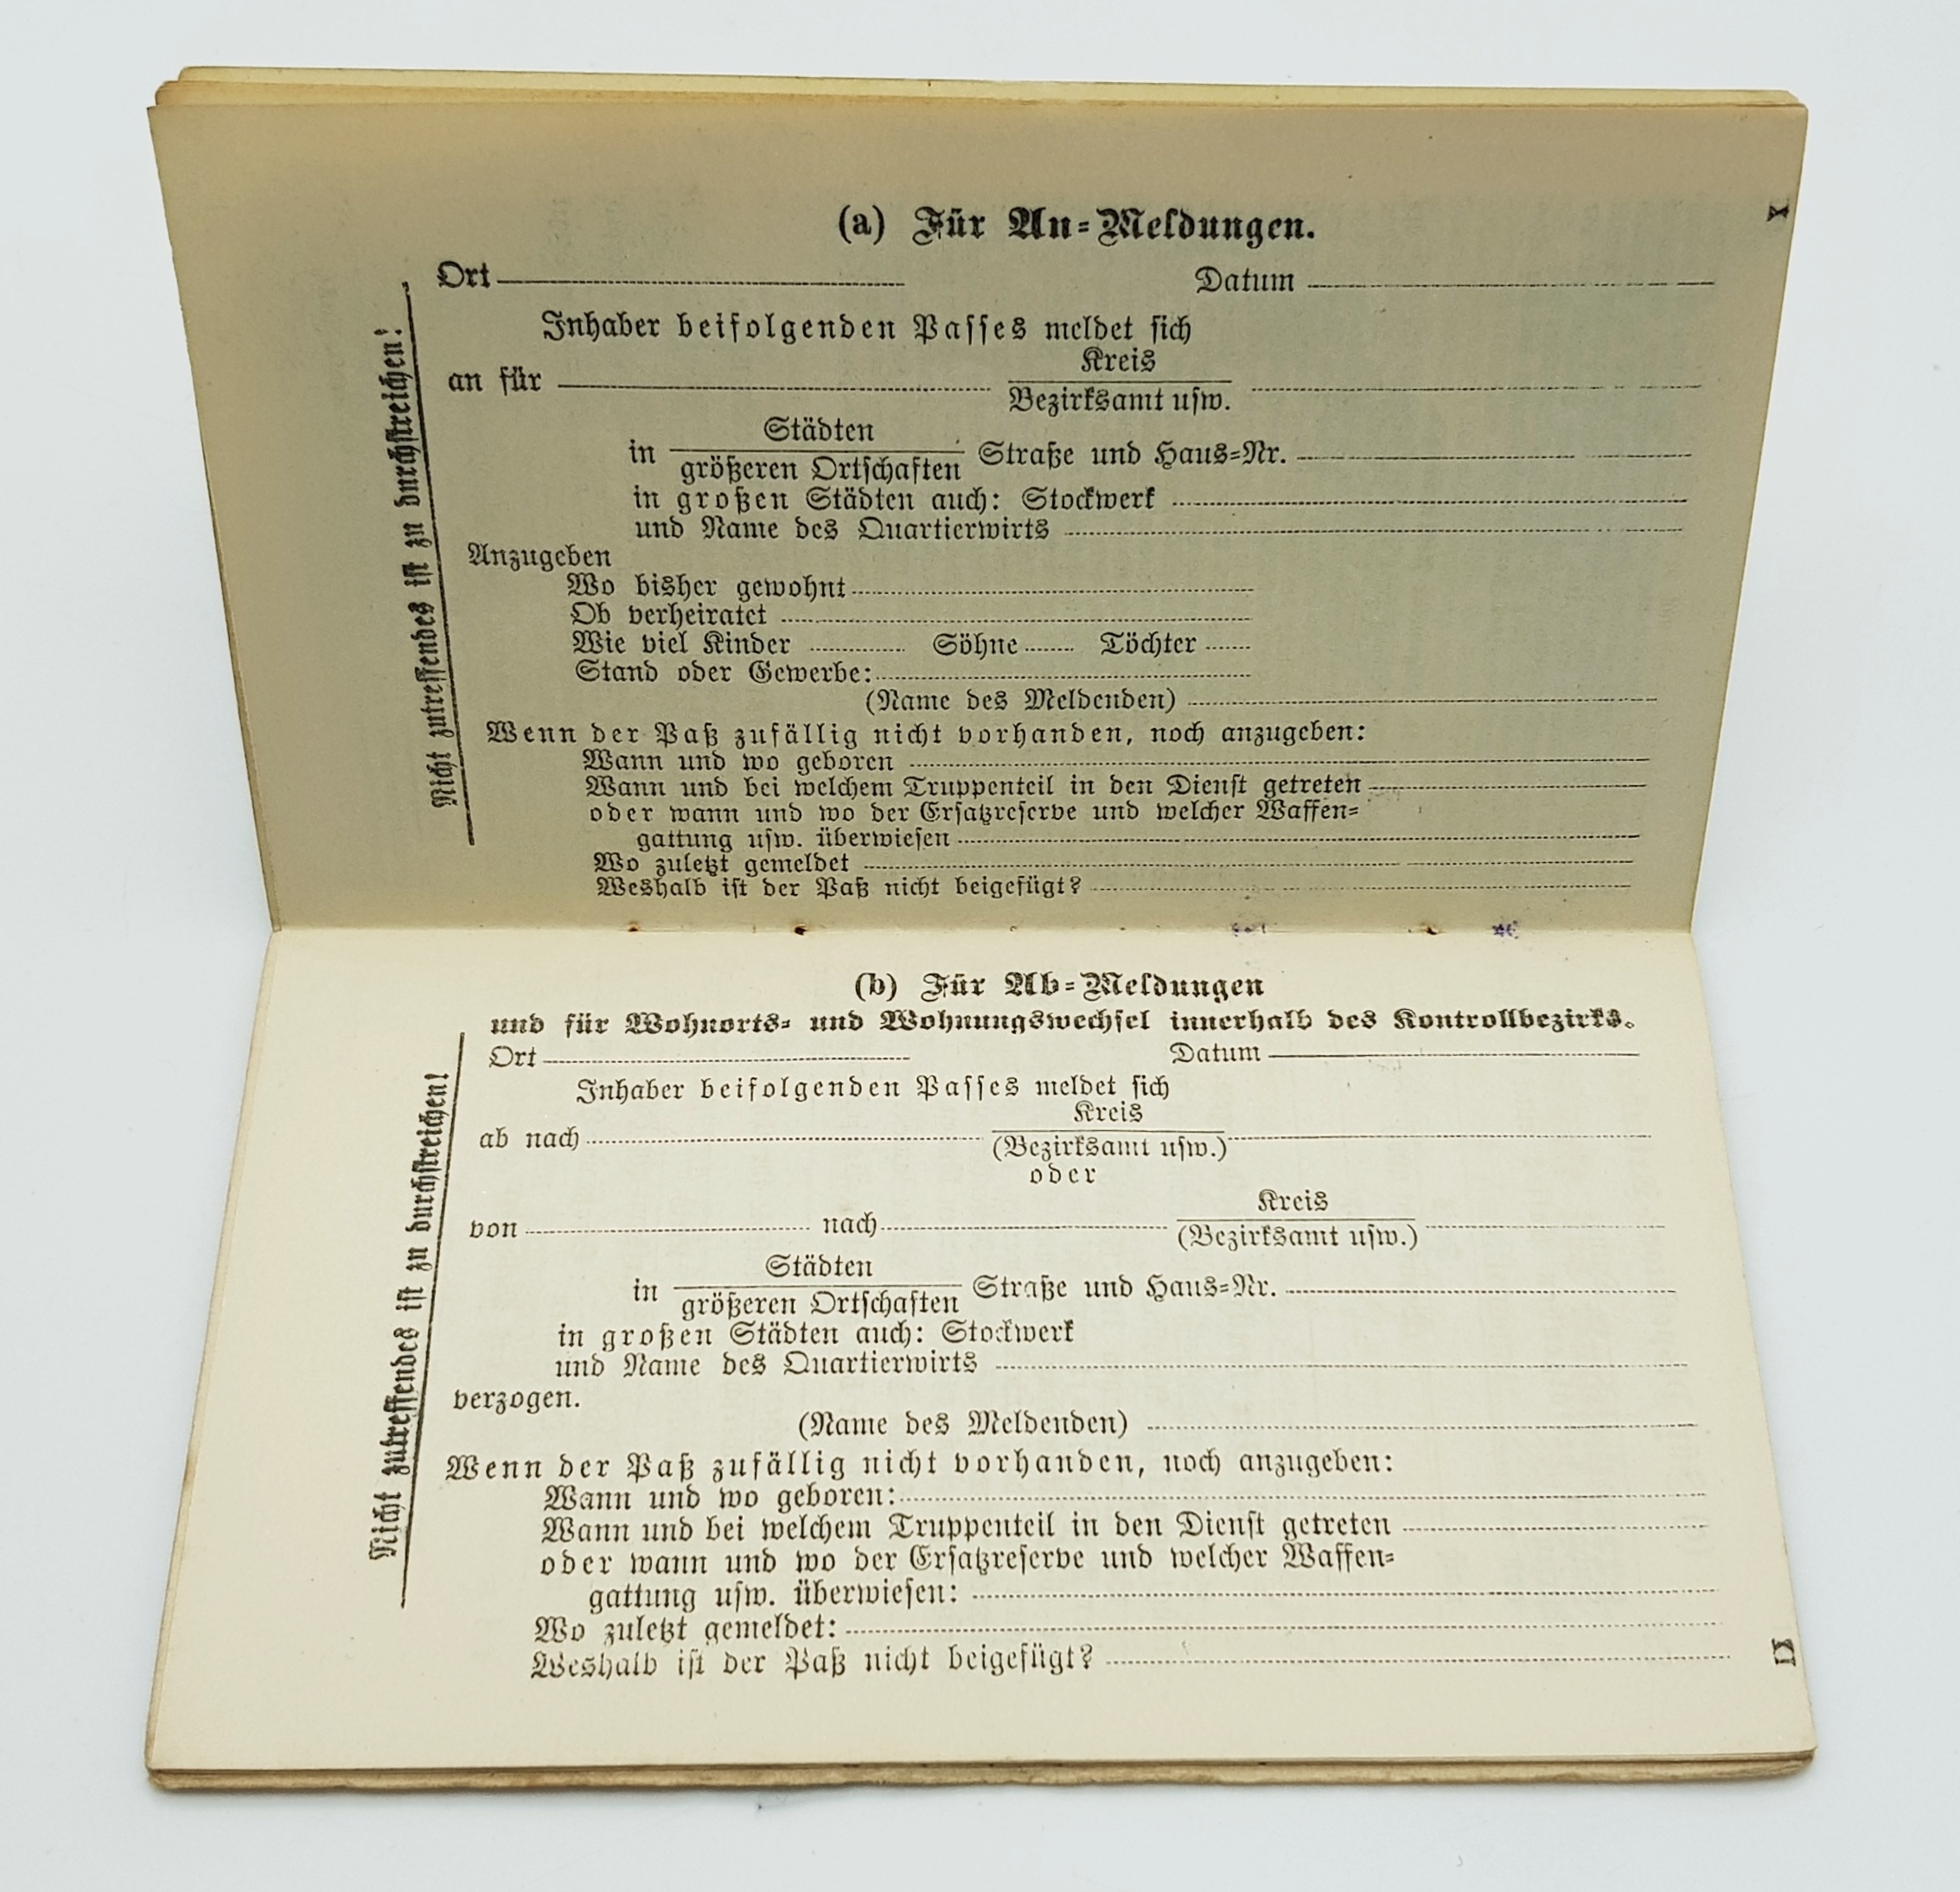 I
(a) Für An-Meldungen.
Ort Datum
Inhaber beifolgenden Passes meldet sich
an für Kreis
Bezirksamt usw.
in Städten
größeren Ortschaften Straße und Haus-Nr.
in großen Städten auch: Stockwerk
und Name des Quartierwirts
Anzugeben
Wo bisher gewohnt
Ob verheiratet
Wie viel Kinder Söhne Töchter
Stand oder Gewerbe:
(Name des Meldenden)
Wenn der Paß zufällig nicht vorhanden, noch anzugeben:
Wann und wo geboren
Wann und bei welchem Truppenteil in den Dienst getreten
oder wann und wo der Ersatzreserve und welcher Waffen-
gattung usw. überwiesen
Wo zuletzt gemeldet
Weshalb ist der Paß nicht beigefügt?
Nicht zutreffendes ist zu durchstreichen!
(b) Für Ab-Meldungen
und für Wohnorts- und Wohnungswechsel innerhalb des Kontrollbezirks.
Ort Datum
Inhaber beifolgenden Passes meldet sich
ab nach Kreis
(Bezirksamt usw.)
oder
von nach Kreis
(Bezirksamt usw.)
in Städten
größeren Ortschaften Straße und Haus-Nr.
in großen Städten auch: Stockwerk
und Name des Quartierwirts
verzogen.
(Name des Meldenden)
Wenn der Paß zufällig nicht vorhanden, noch anzugeben:
Wann und wo geboren:
Wann und bei welchem Truppenteil in den Dienst getreten
oder wann und wo der Ersatzreserve und welcher Waffen-
gattung usw. überwiesen:
Wo zuletzt gemeldet:
Weshalb ist der Paß nicht beigefügt?
Nicht zutreffendes ist zu durchstreichen!
II